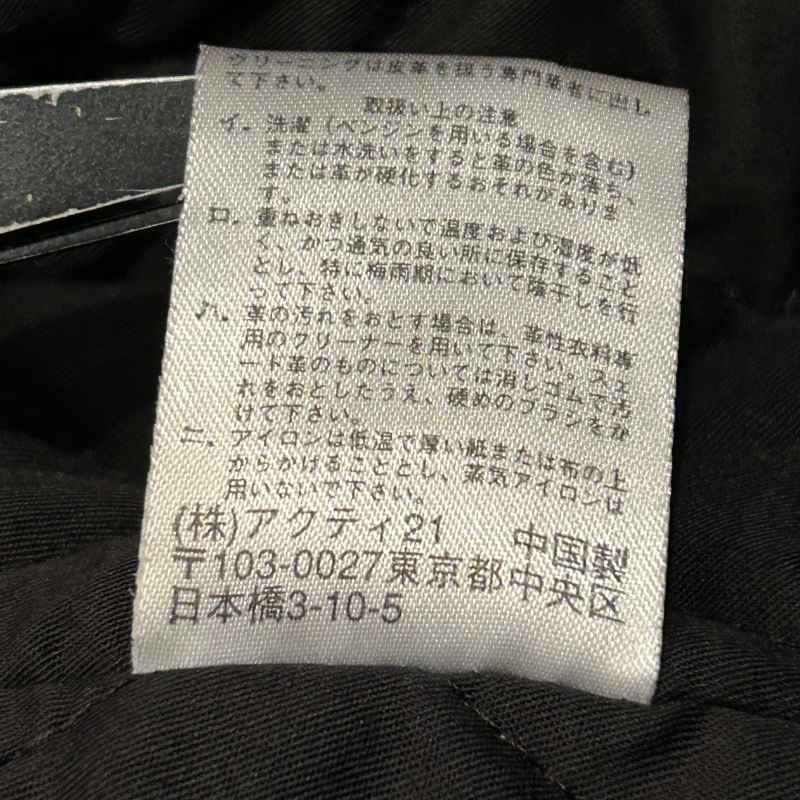 クリーニングは皮革を扱う専門業者に出し
て下さい。
取扱い上の注意
イ．洗濯（ベンジンを用いる場合を含む）
または水洗いをすると革の色が落ち、
または革が硬化するおそれがありま
す。
ロ．重ねおきしないで温度および湿度が低
く、かつ通気の良い所に保存すること
とし、特に梅雨期において陰干しを行
って下さい。
ハ．革の汚れをおとす場合は、革性衣料専
用のクリーナーを用いて下さい。スエ
ード革のものについては消しゴムで汚
れをおとしたうえ、硬めのブラシをか
けて下さい。
ニ．アイロンは低温で厚い紙または布の上
からかけることとし、蒸気アイロンは
用いないで下さい。
(株)アクティ21 中国製
〒103-0027東京都中央区
日本橋3-10-5